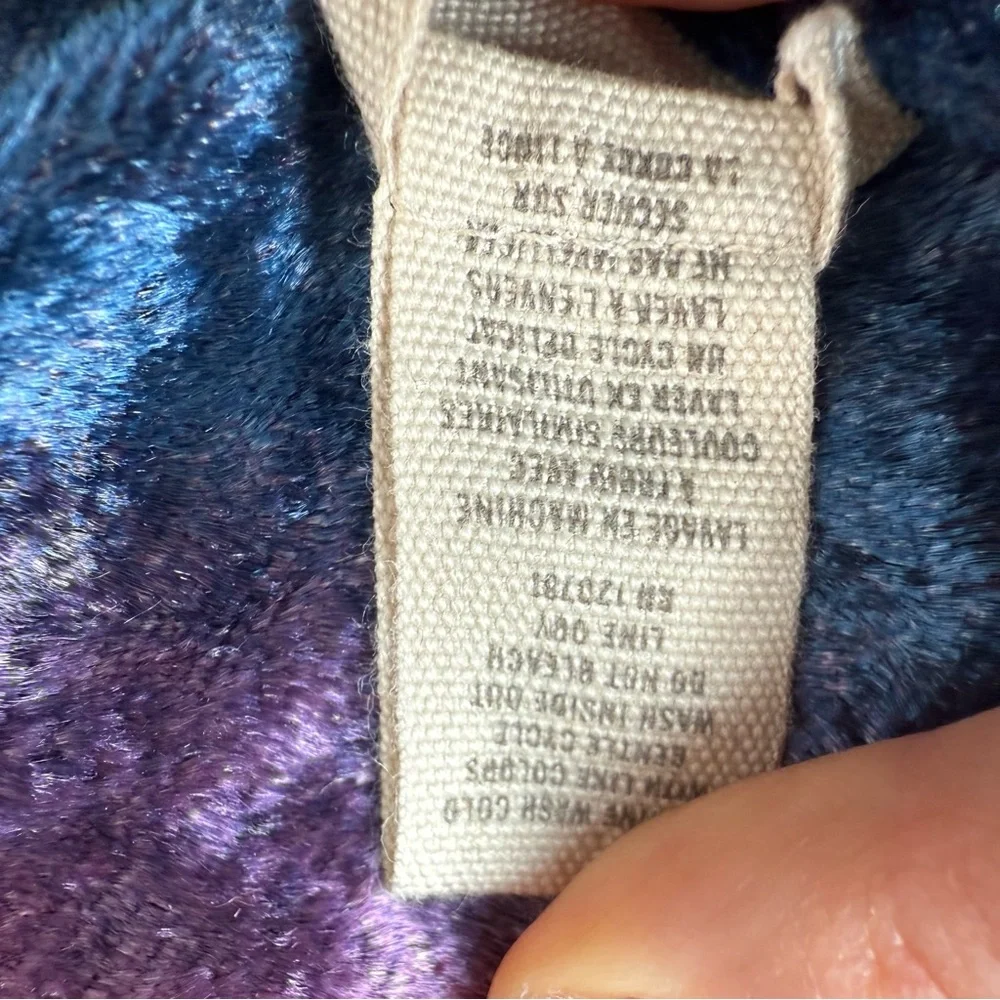 WASH COLD
LIKE COLORS
GENTLE CYCLE
WASH INSIDE OUT
DO NOT BLEACH
LINE DRY
RN 120781
LAVAGE EN MACHINE
À FROID AVEC
COULEURS SIMILAIRES
LAVER EN UTILISANT
UN CYCLE DELICAT
LAVER À L'ENVERS
NE PAS JAVELLISER
SÉCHER SUR
LA CORDE À LINGE